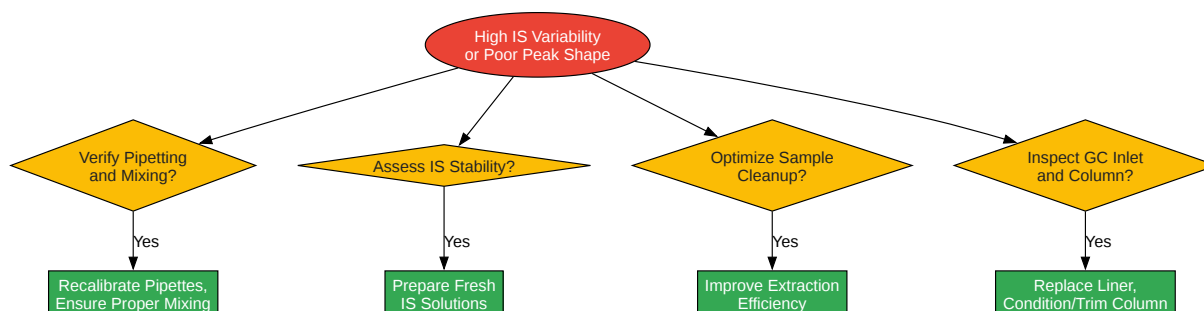 High IS Variability
or Poor Peak Shape
Verify Pipetting
and Mixing?
Assess IS Stability?
Optimize Sample
Cleanup?
Inspect GC Inlet
and Column?
Yes
Yes
Yes
Yes
Recalibrate Pipettes,
Ensure Proper Mixing
Prepare Fresh
IS Solutions
Improve Extraction
Efficiency
Replace Liner,
Condition/Trim Column